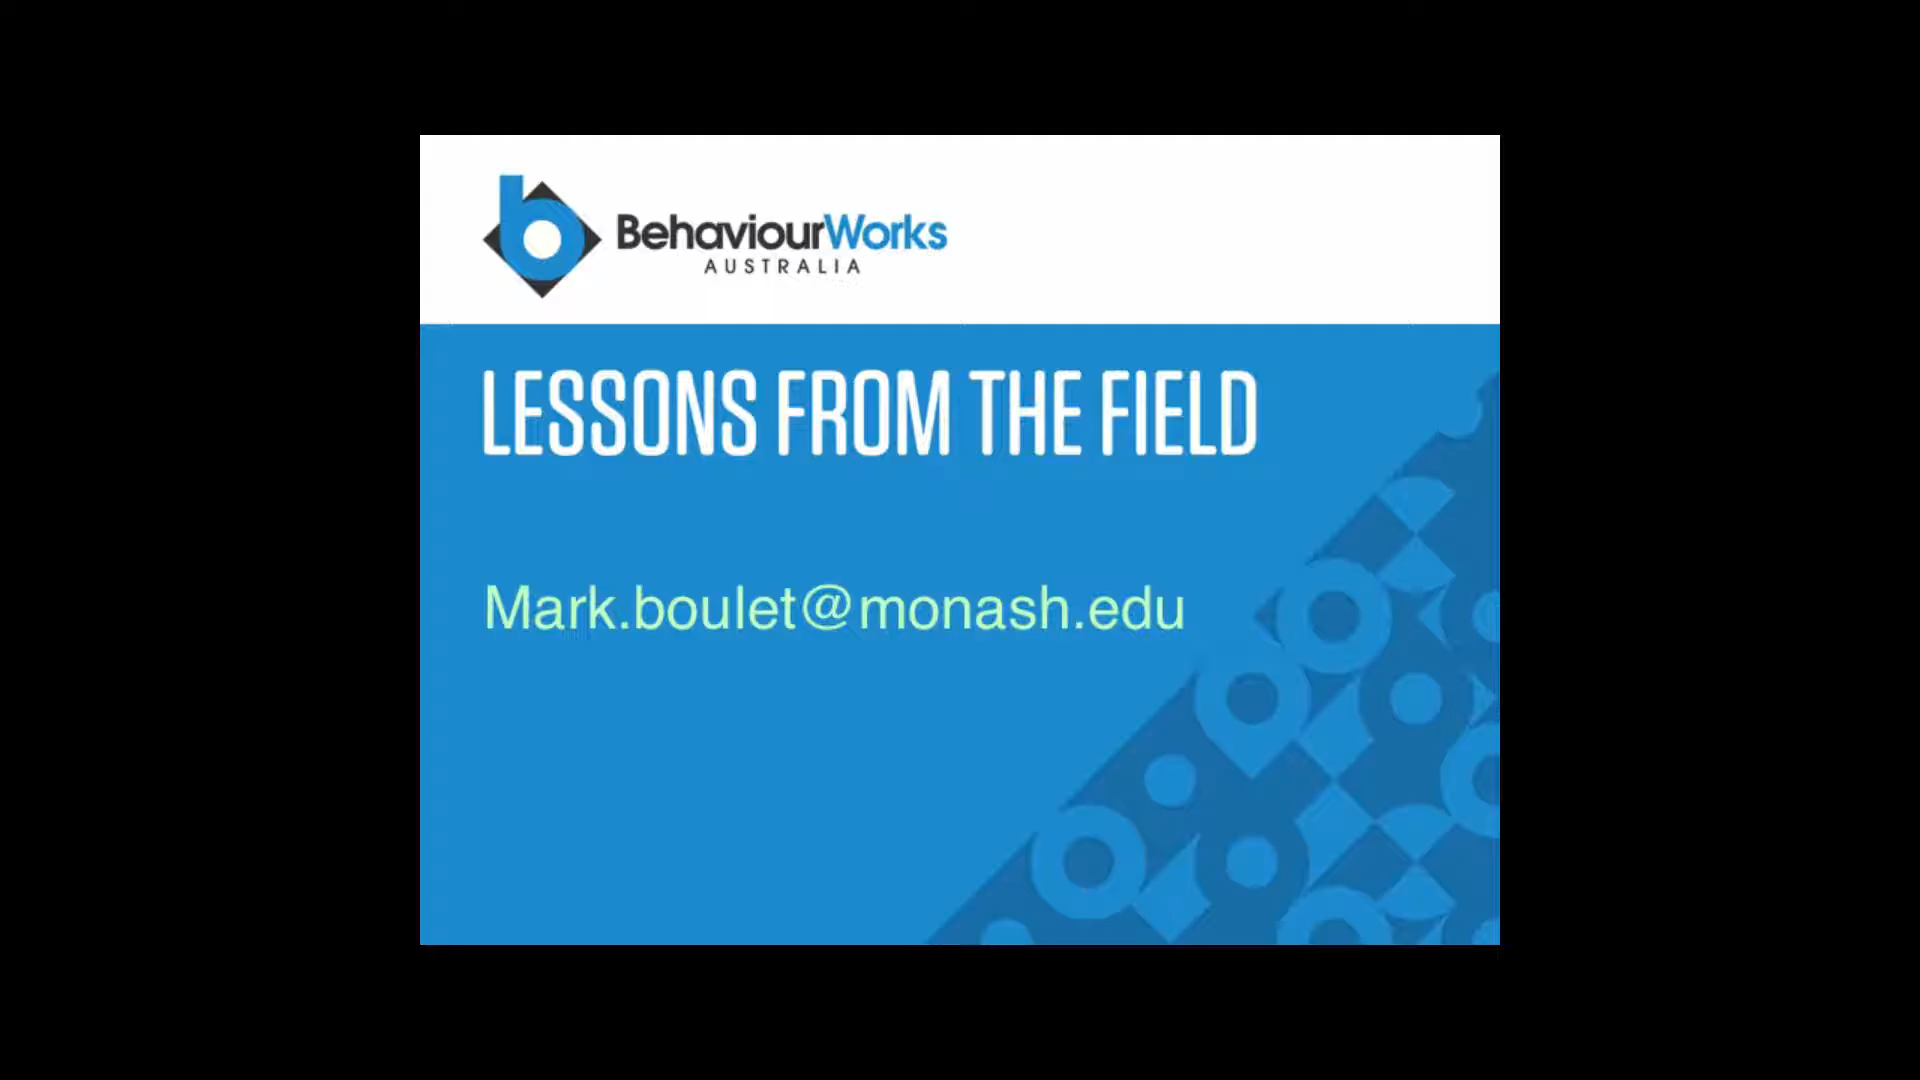 BehaviourWorks
AUSTRALIA
LESSONS FROM THE FIELD
Mark.boulet@monash.edu